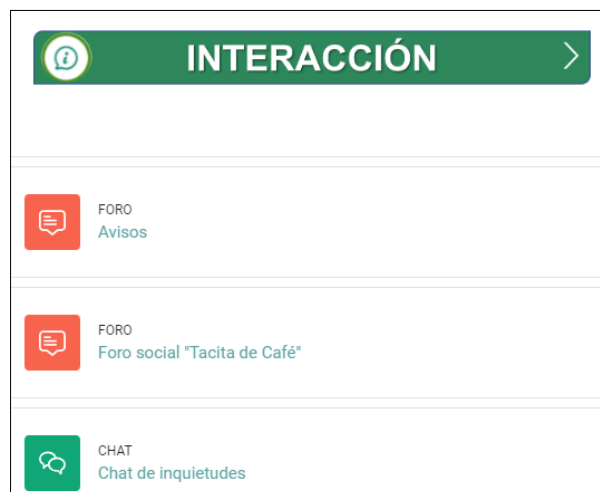 INTERACCIÓN
FORO
Avisos
FORO
Foro social "Tacita de Café"
CHAT
Chat de inquietudes